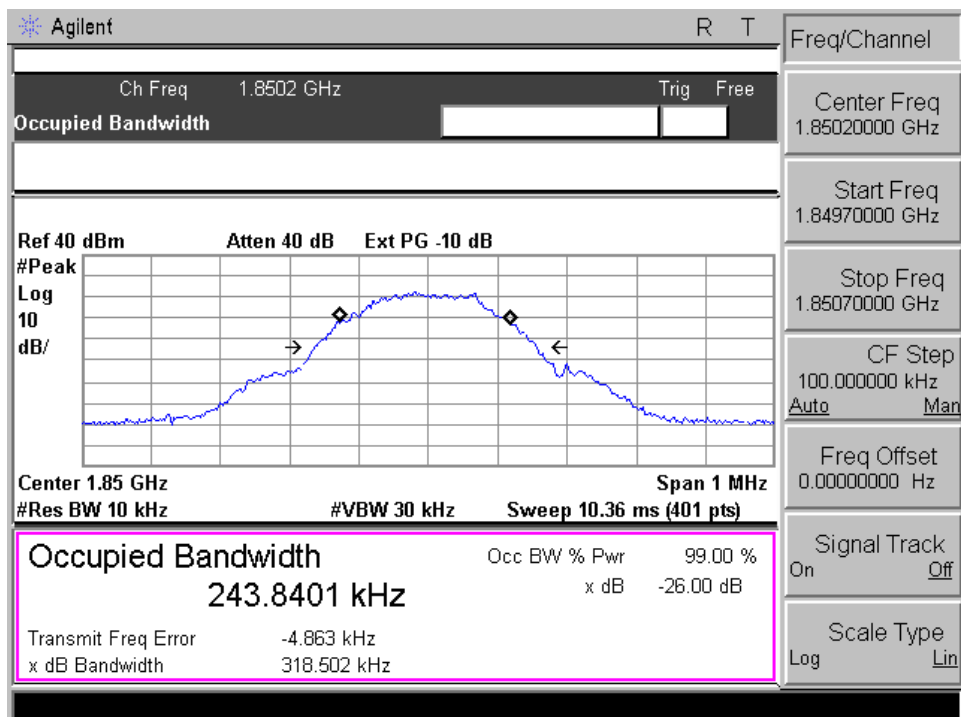 Agilent R T
Freq/Channel
Ch Freq 1.8502 GHz Trig Free
Occupied Bandwidth
Center Freq
1.85020000 GHz
Start Freq
1.84970000 GHz
Ref 40 dBm Atten 40 dB Ext PG -10 dB
#Peak
Log
10
dB/
Stop Freq
1.85070000 GHz
CF Step
100.000000 kHz
Auto Man
Center 1.85 GHz Span 1 MHz
#Res BW 10 kHz #VBW 30 kHz Sweep 10.36 ms (401 pts)
Freq Offset
0.00000000 Hz
Occupied Bandwidth
243.8401 kHz
Occ BW % Pwr 99.00 %
x dB -26.00 dB
Transmit Freq Error -4.863 kHz
x dB Bandwidth 318.502 kHz
Signal Track
On Off
Scale Type
Log Lin